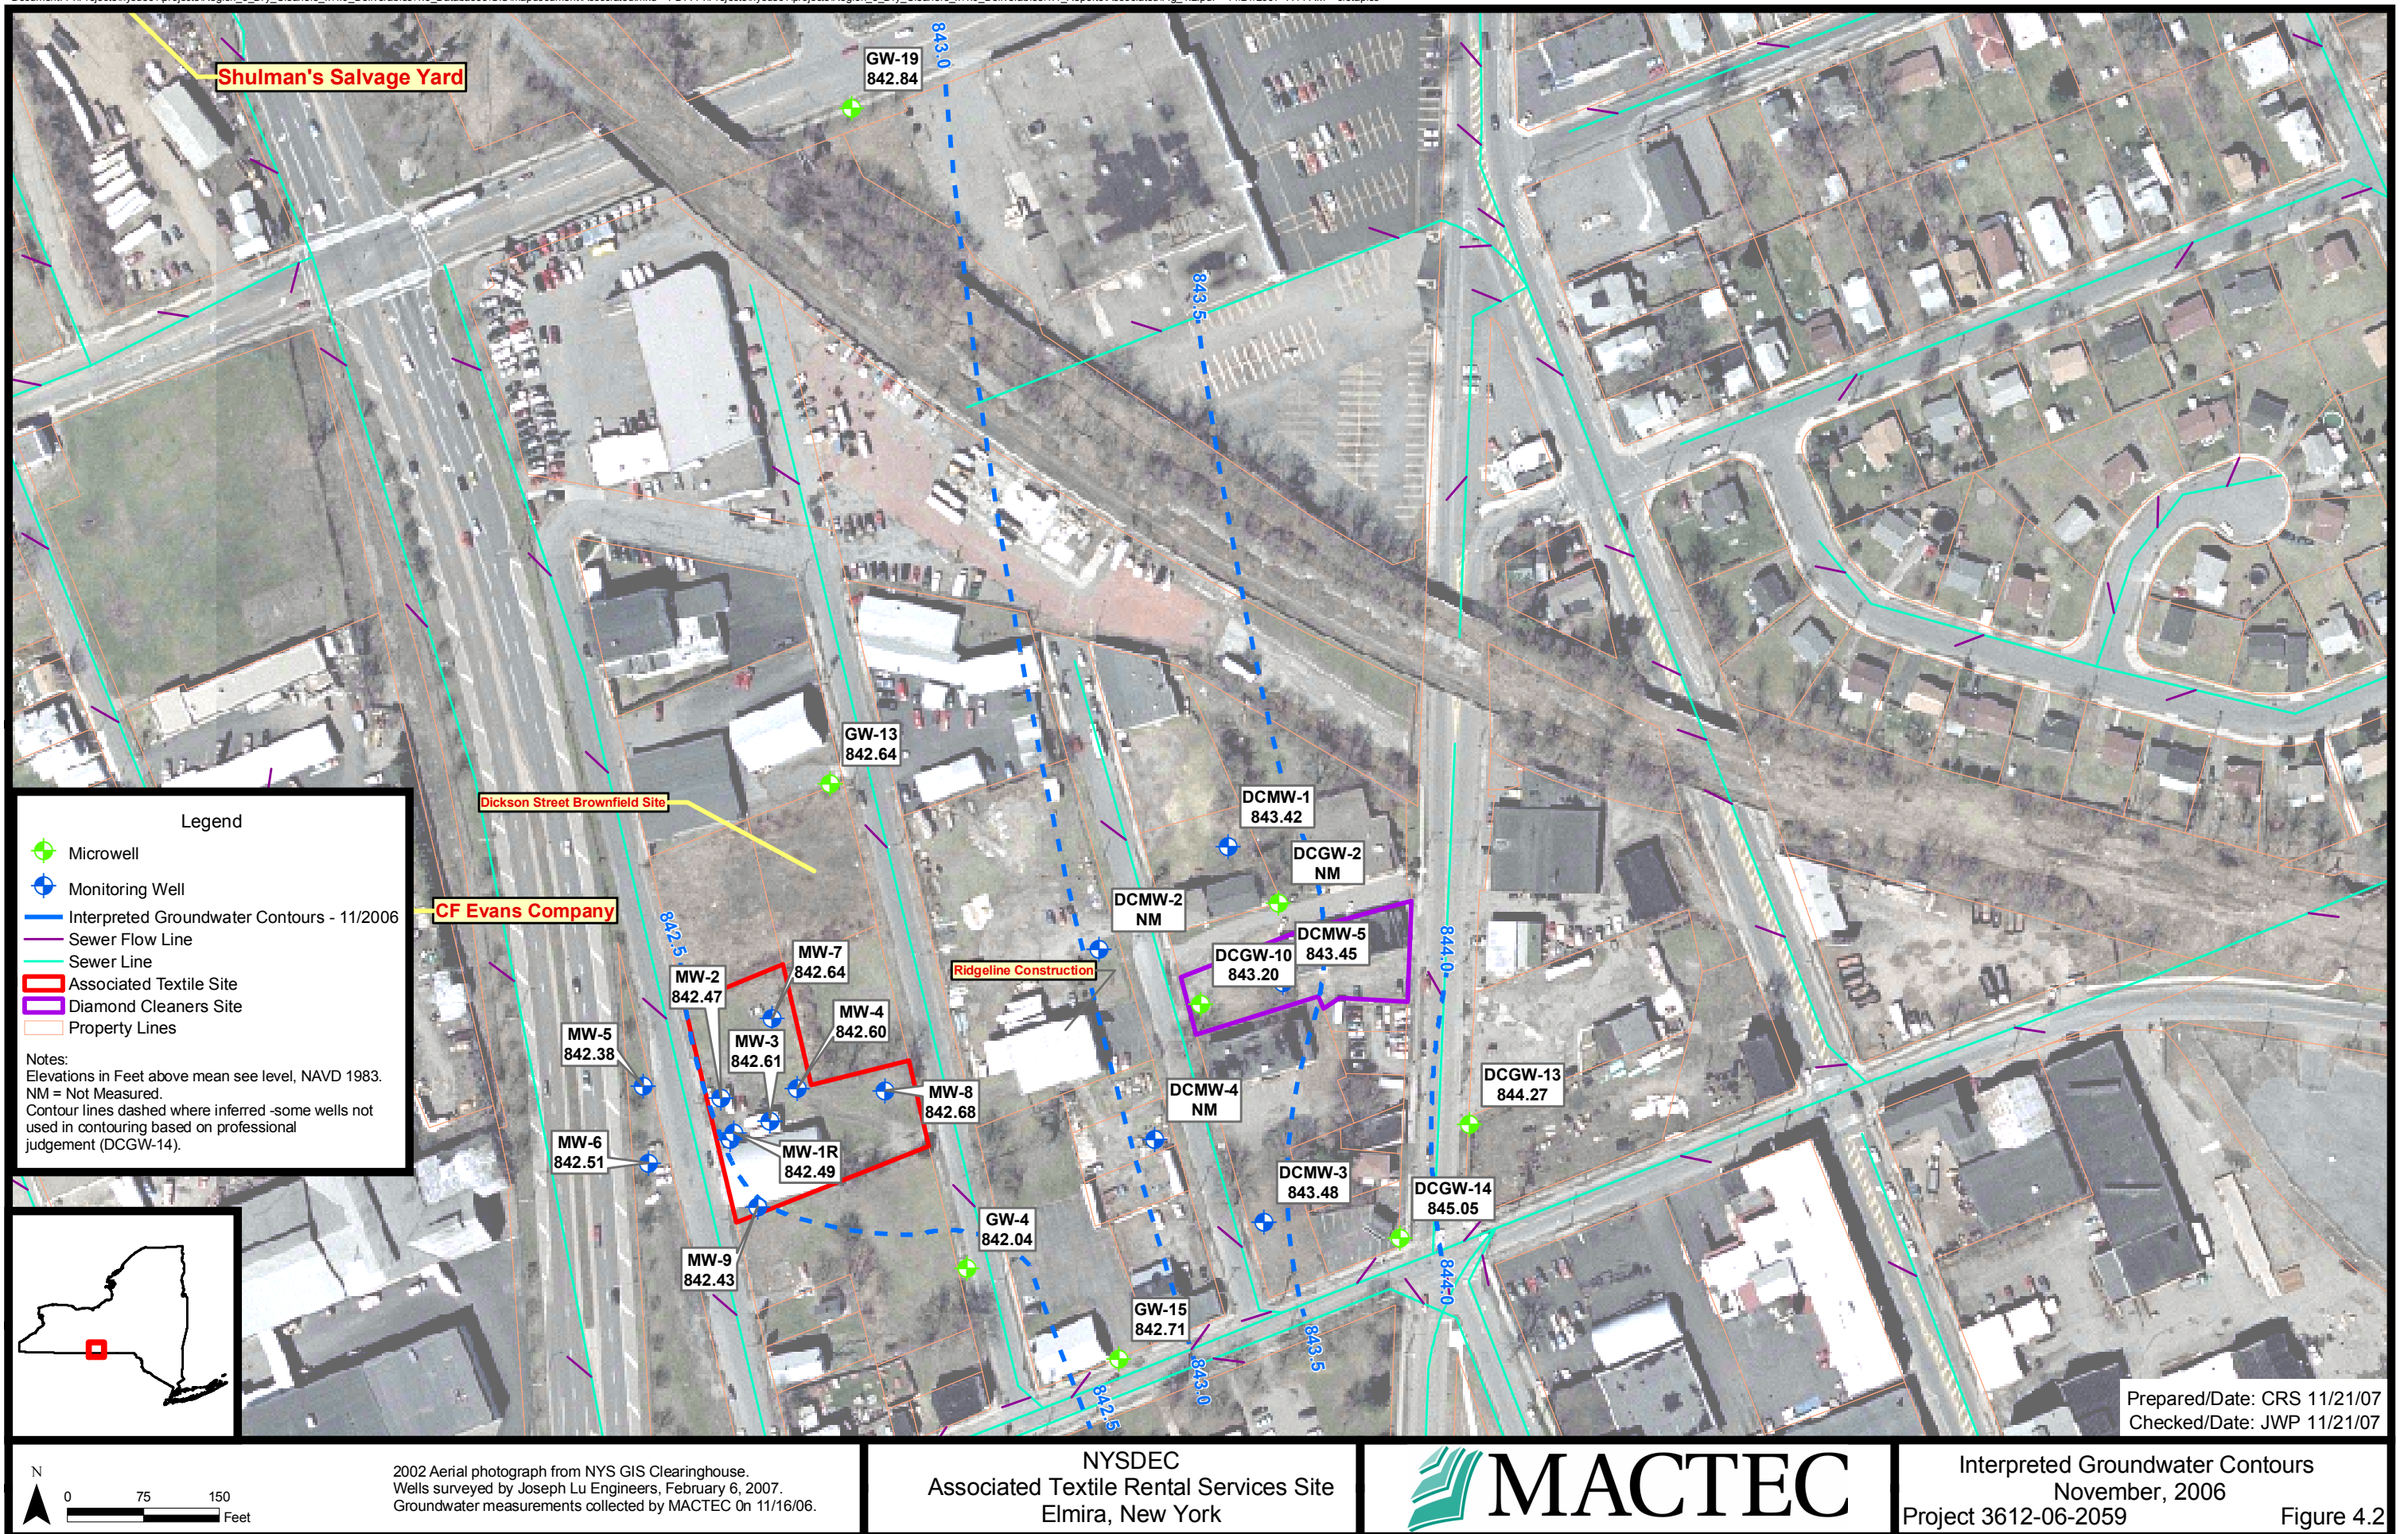 Shulman's Salvage Yard
843.0
GW-19
842.84
843.5
GW-13
842.64
Dickson Street Brownfield Site
CF Evans Company
842.5
DCMW-1
843.42
DCGW-2
NM
DCMW-2
NM
DCMW-5
843.45
DCGW-10
843.20
Ridgeline Construction
844.0
MW-7
842.64
MW-2
842.47
MW-4
842.60
MW-3
842.61
MW-5
842.38
MW-8
842.68
MW-6
842.51
MW-1R
842.49
MW-9
842.43
DCMW-4
NM
DCGW-13
844.27
DCMW-3
843.48
DCGW-14
845.05
GW-4
842.04
GW-15
842.71
844.0
843.5
843.0
842.5
Legend
Microwell
Monitoring Well
Interpreted Groundwater Contours - 11/2006
Sewer Flow Line
Sewer Line
Associated Textile Site
Diamond Cleaners Site
Property Lines
Notes:
Elevations in Feet above mean see level, NAVD 1983.
NM = Not Measured.
Contour lines dashed where inferred -some wells not
used in contouring based on professional
judgement (DCGW-14).
Prepared/Date: CRS 11/21/07
Checked/Date: JWP 11/21/07
N
0 75 150
Feet
2002 Aerial photograph from NYS GIS Clearinghouse.
Wells surveyed by Joseph Lu Engineers, February 6, 2007.
Groundwater measurements collected by MACTEC 0n 11/16/06.
NYSDEC
Associated Textile Rental Services Site
Elmira, New York
MACTEC
Interpreted Groundwater Contours
November, 2006
Project 3612-06-2059 Figure 4.2